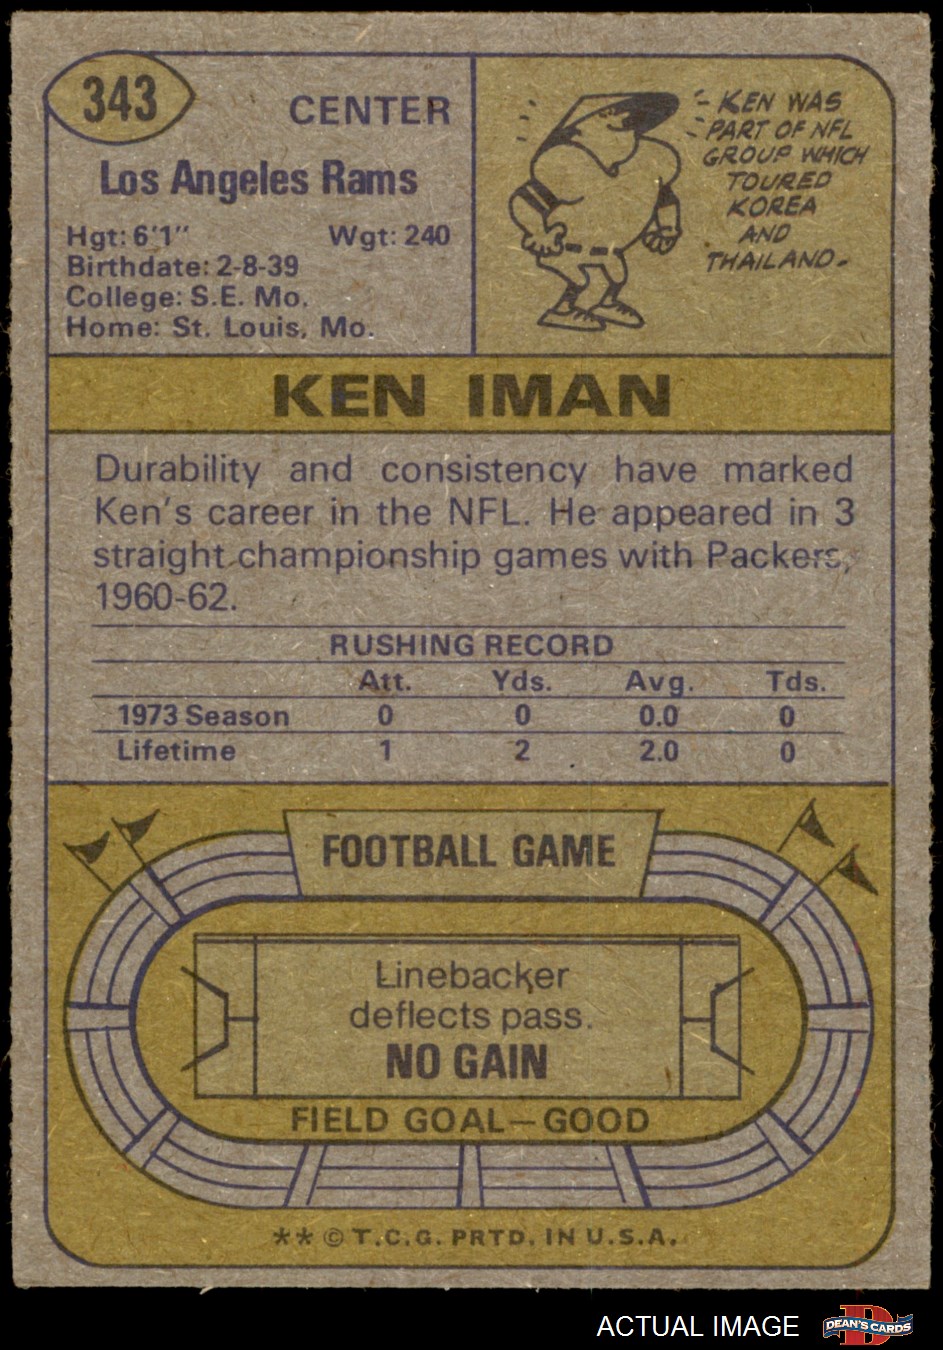 343
CENTER
Los Angeles Rams
Hgt: 6'1" Wgt: 240
Birthdate: 2-8-39
College: S.E. Mo.
Home: St. Louis, Mo.
KEN WAS
PART OF NFL
GROUP WHICH
TOURED
KOREA
AND
THAILAND.
KEN IMAN
Durability and consistency have marked
Ken's career in the NFL. He appeared in 3
straight championship games with Packers,
1960-62.
RUSHING RECORD
Att. Yds. Avg. Tds.
1973 Season 0 0 0.0 0
Lifetime 1 2 2.0 0
FOOTBALL GAME
Linebacker
deflects pass.
NO GAIN
FIELD GOAL—GOOD
** © T.C.G. PRTD. IN U.S.A.
ACTUAL IMAGE
D
DEAN'S CARDS